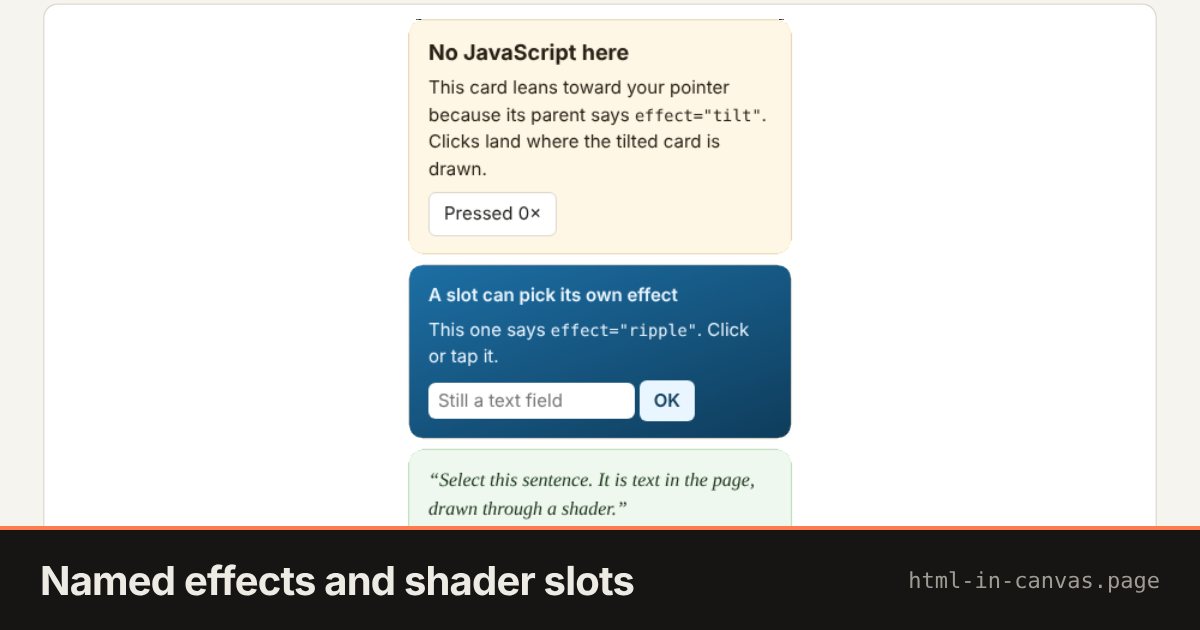 No JavaScript here
This card leans toward your pointer
because its parent says effect="tilt".
Clicks land where the tilted card is
drawn.
Pressed 0×
A slot can pick its own effect
This one says effect="ripple". Click
or tap it.
Still a text field
OK
“Select this sentence. It is text in the page,
drawn through a shader.”
Named effects and shader slots
html-in-canvas.page